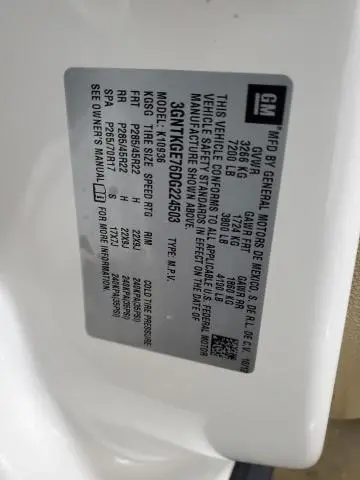 GM
MFD BY GENERAL MOTORS DE MEXICO S. DE R.L. DE C.V. 10/12
GVWR GAWR FRT GAWR RR
3266 KG 1724 KG 1860 KG
7200 LB 3800 LB 4100 LB
THIS VEHICLE CONFORMS TO ALL APPLICABLE U.S. FEDERAL MOTOR
VEHICLE SAFETY STANDARDS IN EFFECT ON THE DATE OF
MANUFACTURE SHOWN ABOVE.
3GNTKGE76DG224503 TYPE: M.P.V.
MODEL: K10936
KGSG TIRE SIZE SPEED RTG RIM COLD TIRE PRESSURE
FRT P285/45R22 H 22X9J 240KPA(35PSI)
RR P285/45R22 H 22X9J 240KPA(35PSI)
SPA P265/70R17 S 17X7J 240KPA(35PSI)
SEE OWNER'S MANUAL FOR MORE INFORMATION.